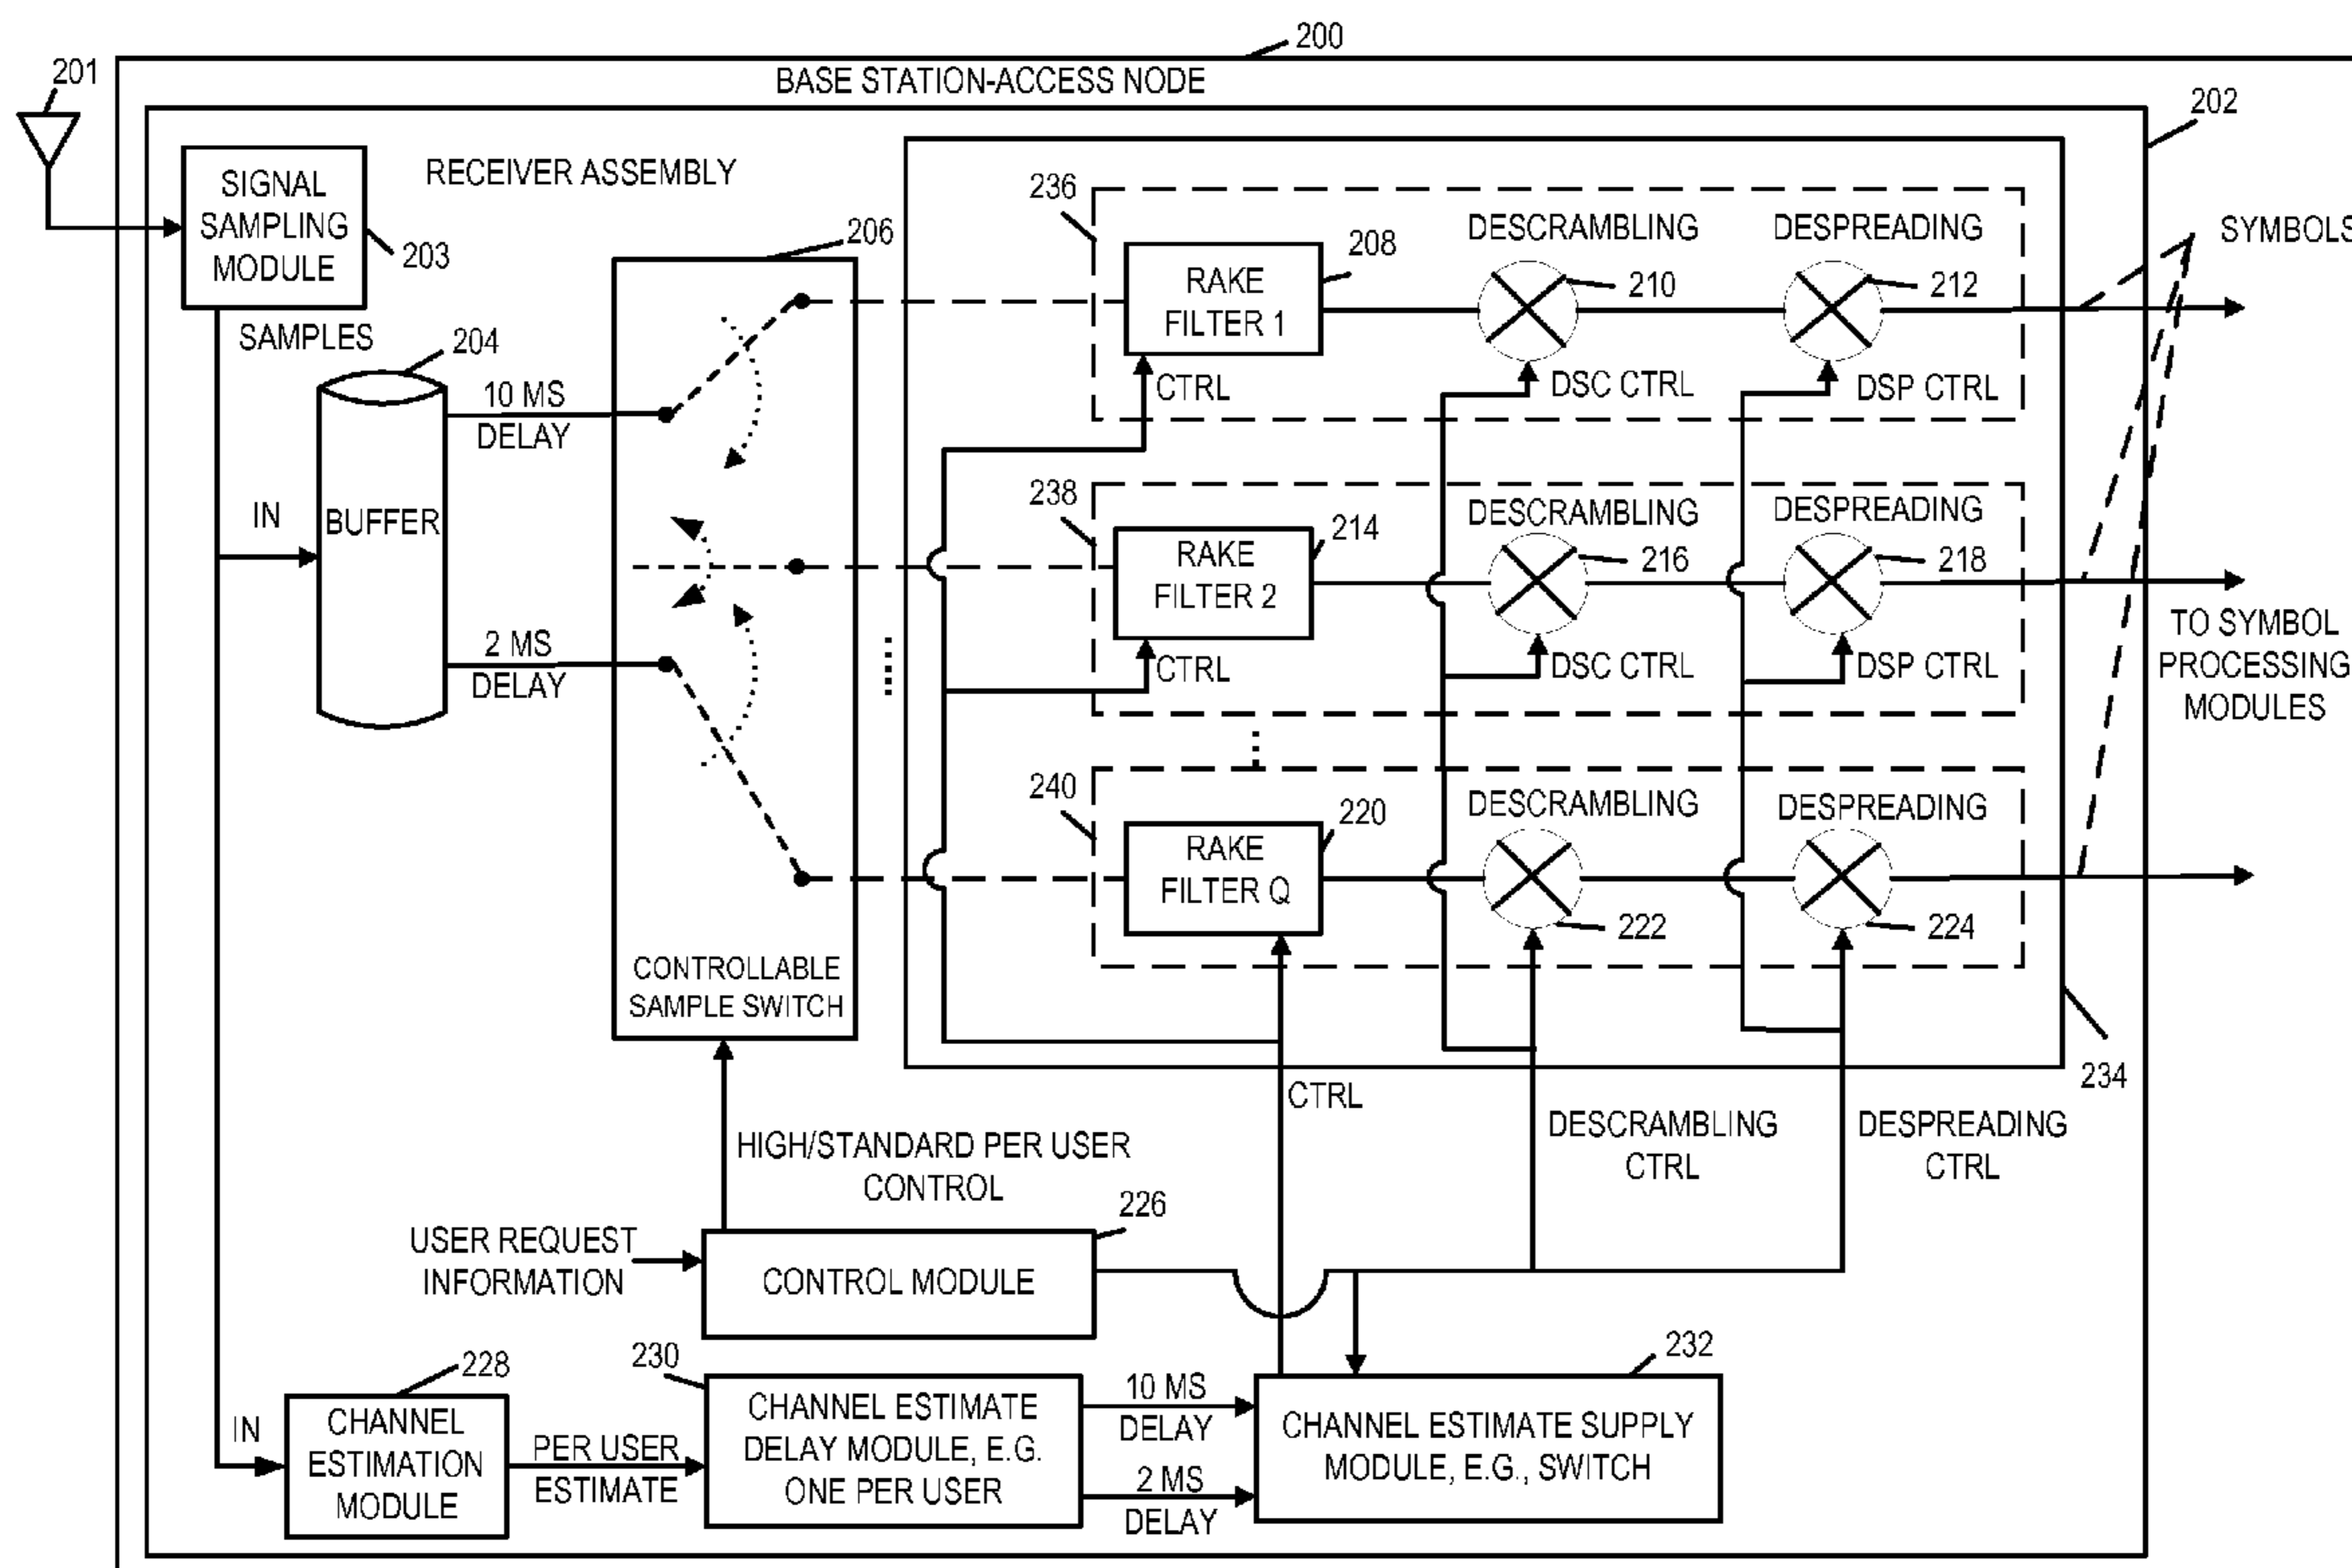 200
201
BASE STATION-ACCESS NODE
202
SIGNAL
SAMPLING
MODULE
203
RECEIVER ASSEMBLY
SAMPLES
204
BUFFER
IN
10 MS
DELAY
2 MS
DELAY
206
CONTROLLABLE
SAMPLE SWITCH
236
RAKE
FILTER 1
208
CTRL
DESCRAMBLING
210
DSC CTRL
DESPREADING
212
DSP CTRL
SYMBOLS
238
RAKE
FILTER 2
214
CTRL
DESCRAMBLING
216
DSC CTRL
DESPREADING
218
DSP CTRL
TO SYMBOL
PROCESSING
MODULES
240
RAKE
FILTER Q
220
DESCRAMBLING
222
DESPREADING
224
234
CTRL
DESCRAMBLING
CTRL
DESPREADING
CTRL
HIGH/STANDARD PER USER
CONTROL
226
USER REQUEST
INFORMATION
CONTROL MODULE
IN
228
CHANNEL
ESTIMATION
MODULE
PER USER
ESTIMATE
230
CHANNEL ESTIMATE
DELAY MODULE, E.G.
ONE PER USER
10 MS
DELAY
2 MS
DELAY
232
CHANNEL ESTIMATE SUPPLY
MODULE, E.G., SWITCH